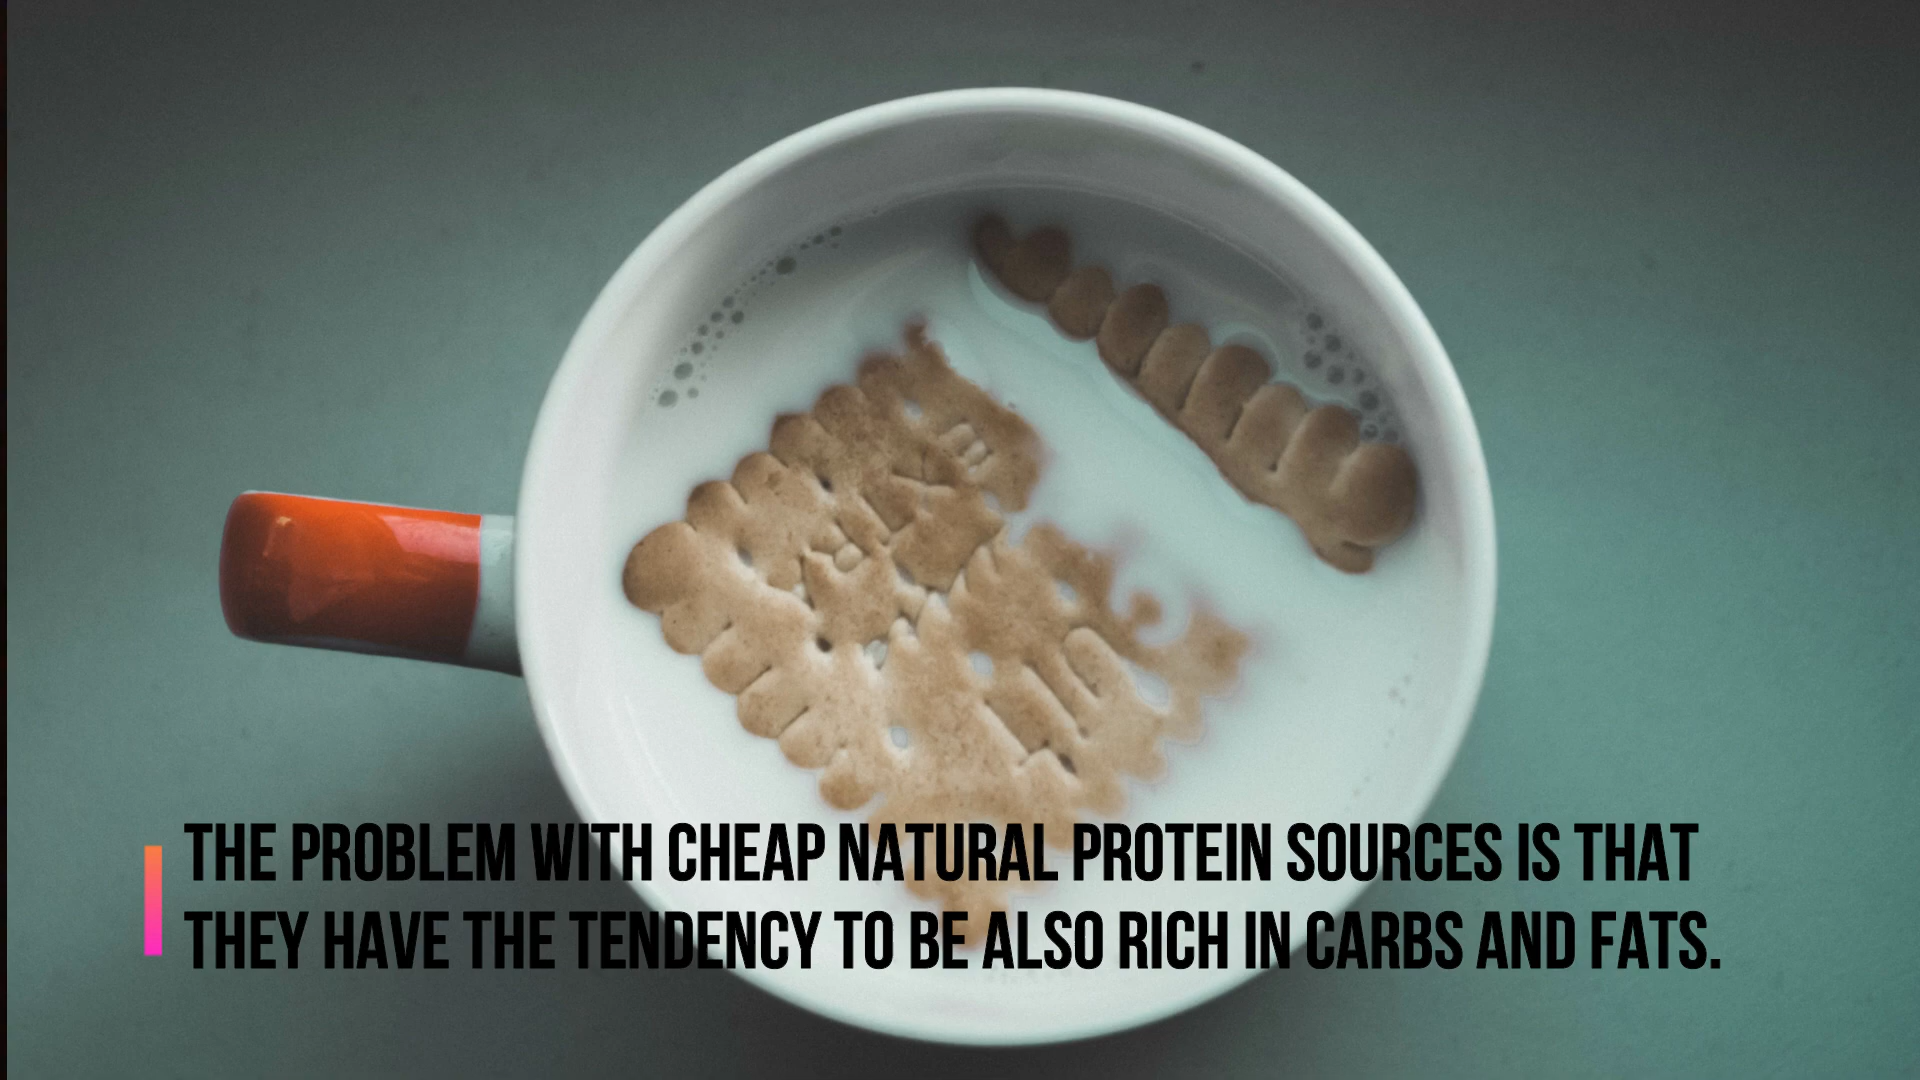 THE PROBLEM WITH CHEAP NATURAL PROTEIN SOURCES IS THAT
THEY HAVE THE TENDENCY TO BE ALSO RICH IN CARBS AND FATS.